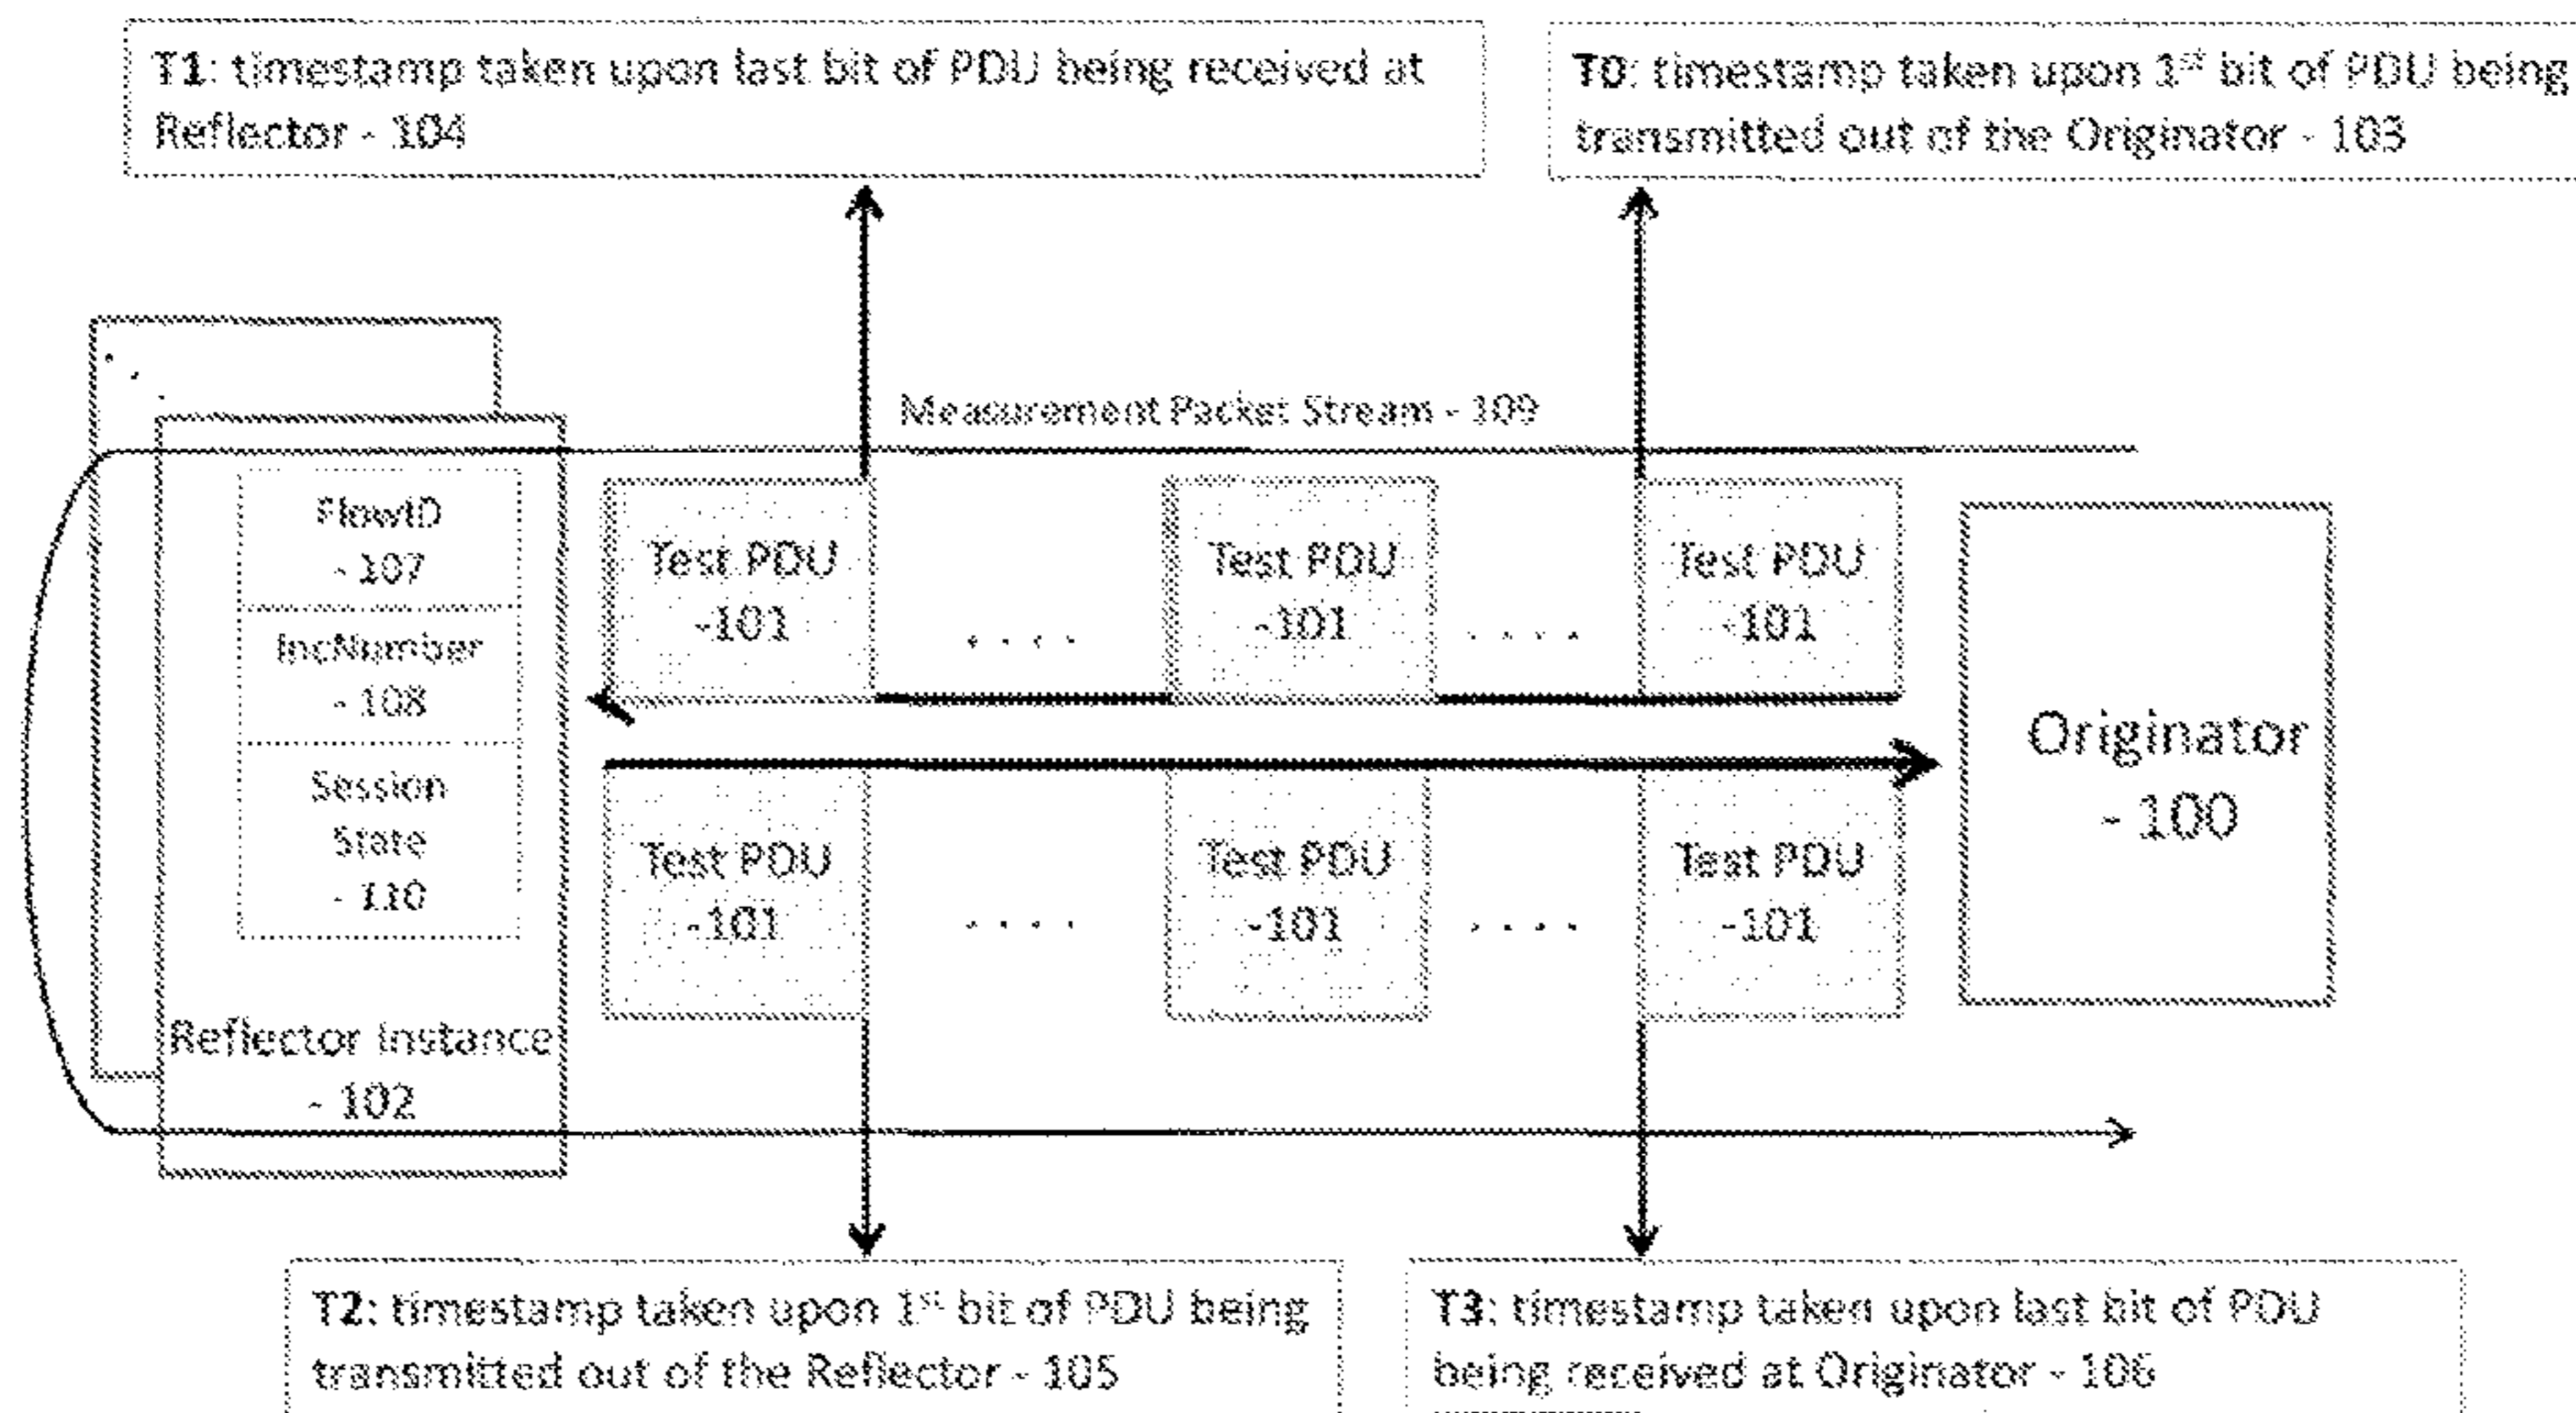 T1: timestamp taken upon last bit of PDU being received at
Reflector - 104
T0: timestamp taken upon 1st bit of PDU being
transmitted out of the Originator - 103
Measurement Packet Stream - 109
FlowID
- 107
IncNumber
- 108
Session
State
- 110
Reflector Instance
- 102
Test PDU
-101
. . . .
Test PDU
-101
. . . .
Test PDU
-101
Test PDU
-101
. . . .
Test PDU
-101
. . . .
Test PDU
-101
Originator
- 100
T2: timestamp taken upon 1st bit of PDU being
transmitted out of the Reflector - 105
T3: timestamp taken upon last bit of PDU
being received at Originator - 106